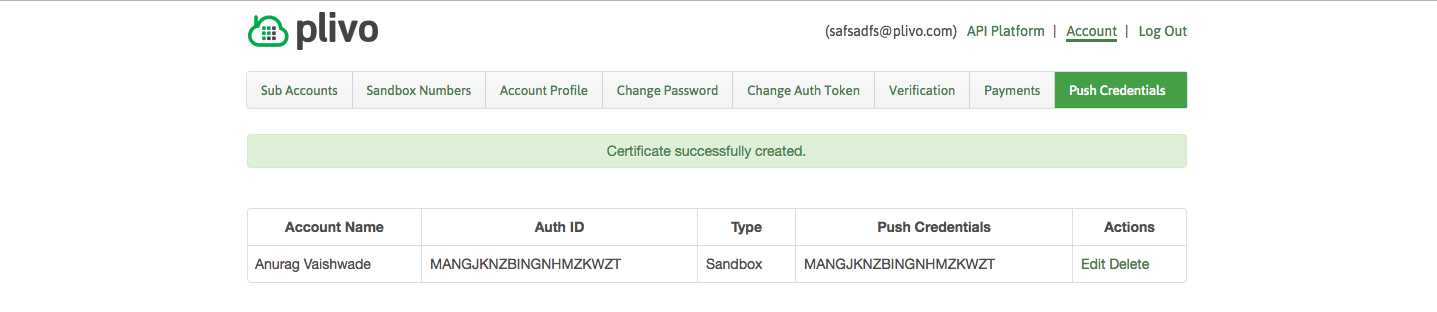 plivo
(safsadfs@plivo.com) API Platform | Account | Log Out
Sub Accounts Sandbox Numbers Account Profile Change Password Change Auth Token Verification Payments Push Credentials
Certificate successfully created.
Account Name Auth ID Type Push Credentials Actions
Anurag Vaishwade MANGJKNZBINGNHMZKWZT Sandbox MANGJKNZBINGNHMZKWZT Edit Delete